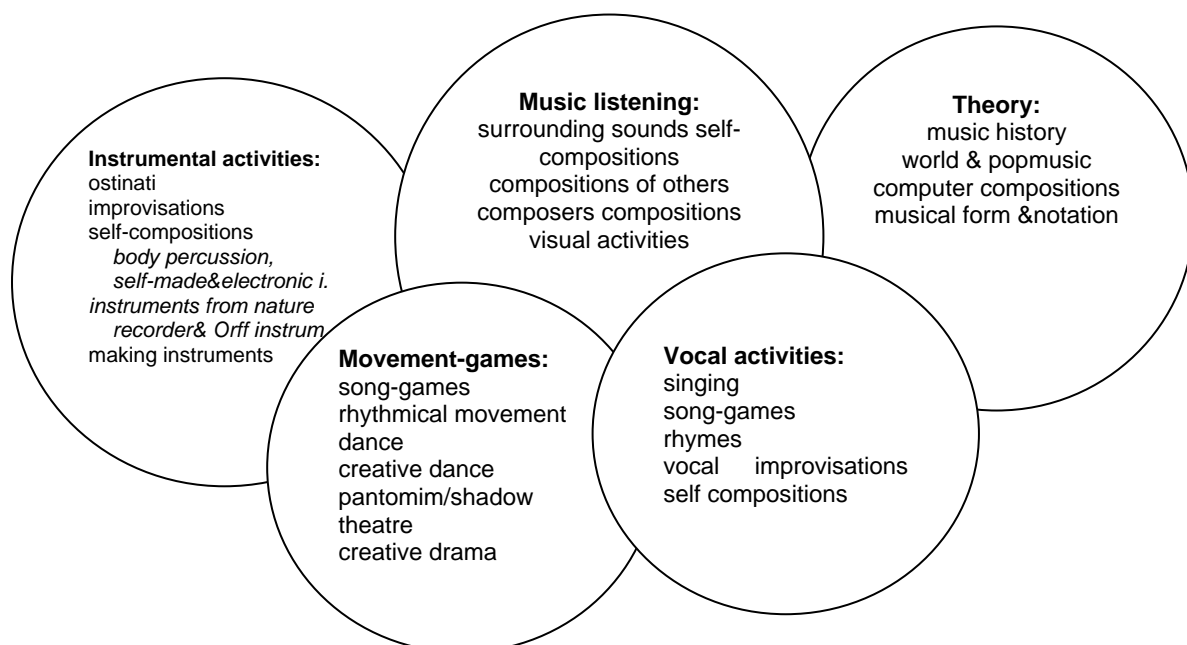 Instrumental activities:
ostinati
improvisations
self-compositions
body percussion,
self-made&electronic i.
instruments from nature
recorder& Orff instrum
making instruments
Music listening:
surrounding sounds self-
compositions
compositions of others
composers compositions
visual activities
Theory:
music history
world & popmusic
computer compositions
musical form &notation
Movement-games:
song-games
rhythmical movement
dance
creative dance
pantomim/shadow
theatre
creative drama
Vocal activities:
singing
song-games
rhymes
vocal improvisations
self compositions